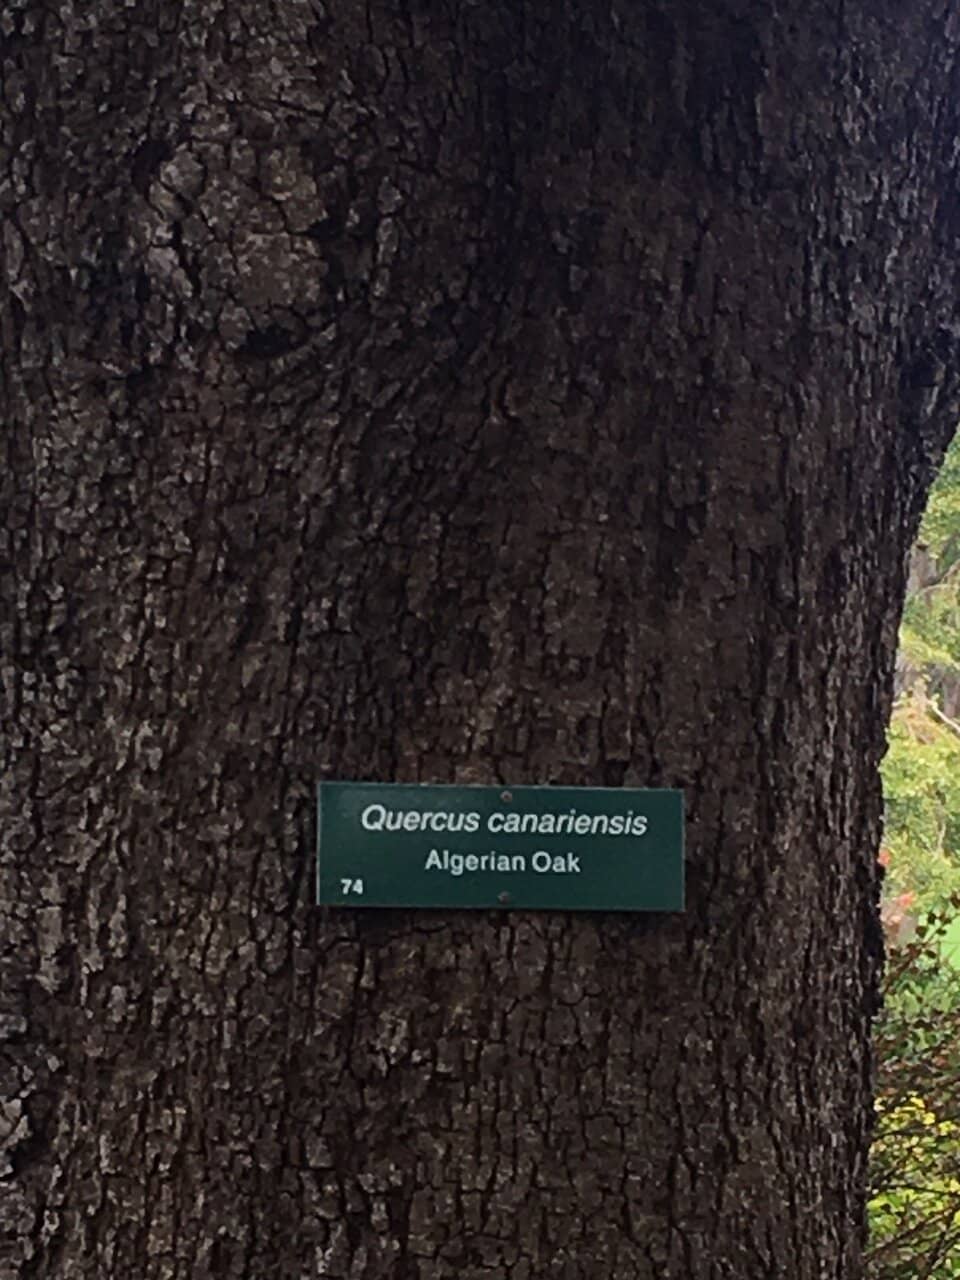 Quercus canariensis
Algerian Oak
74